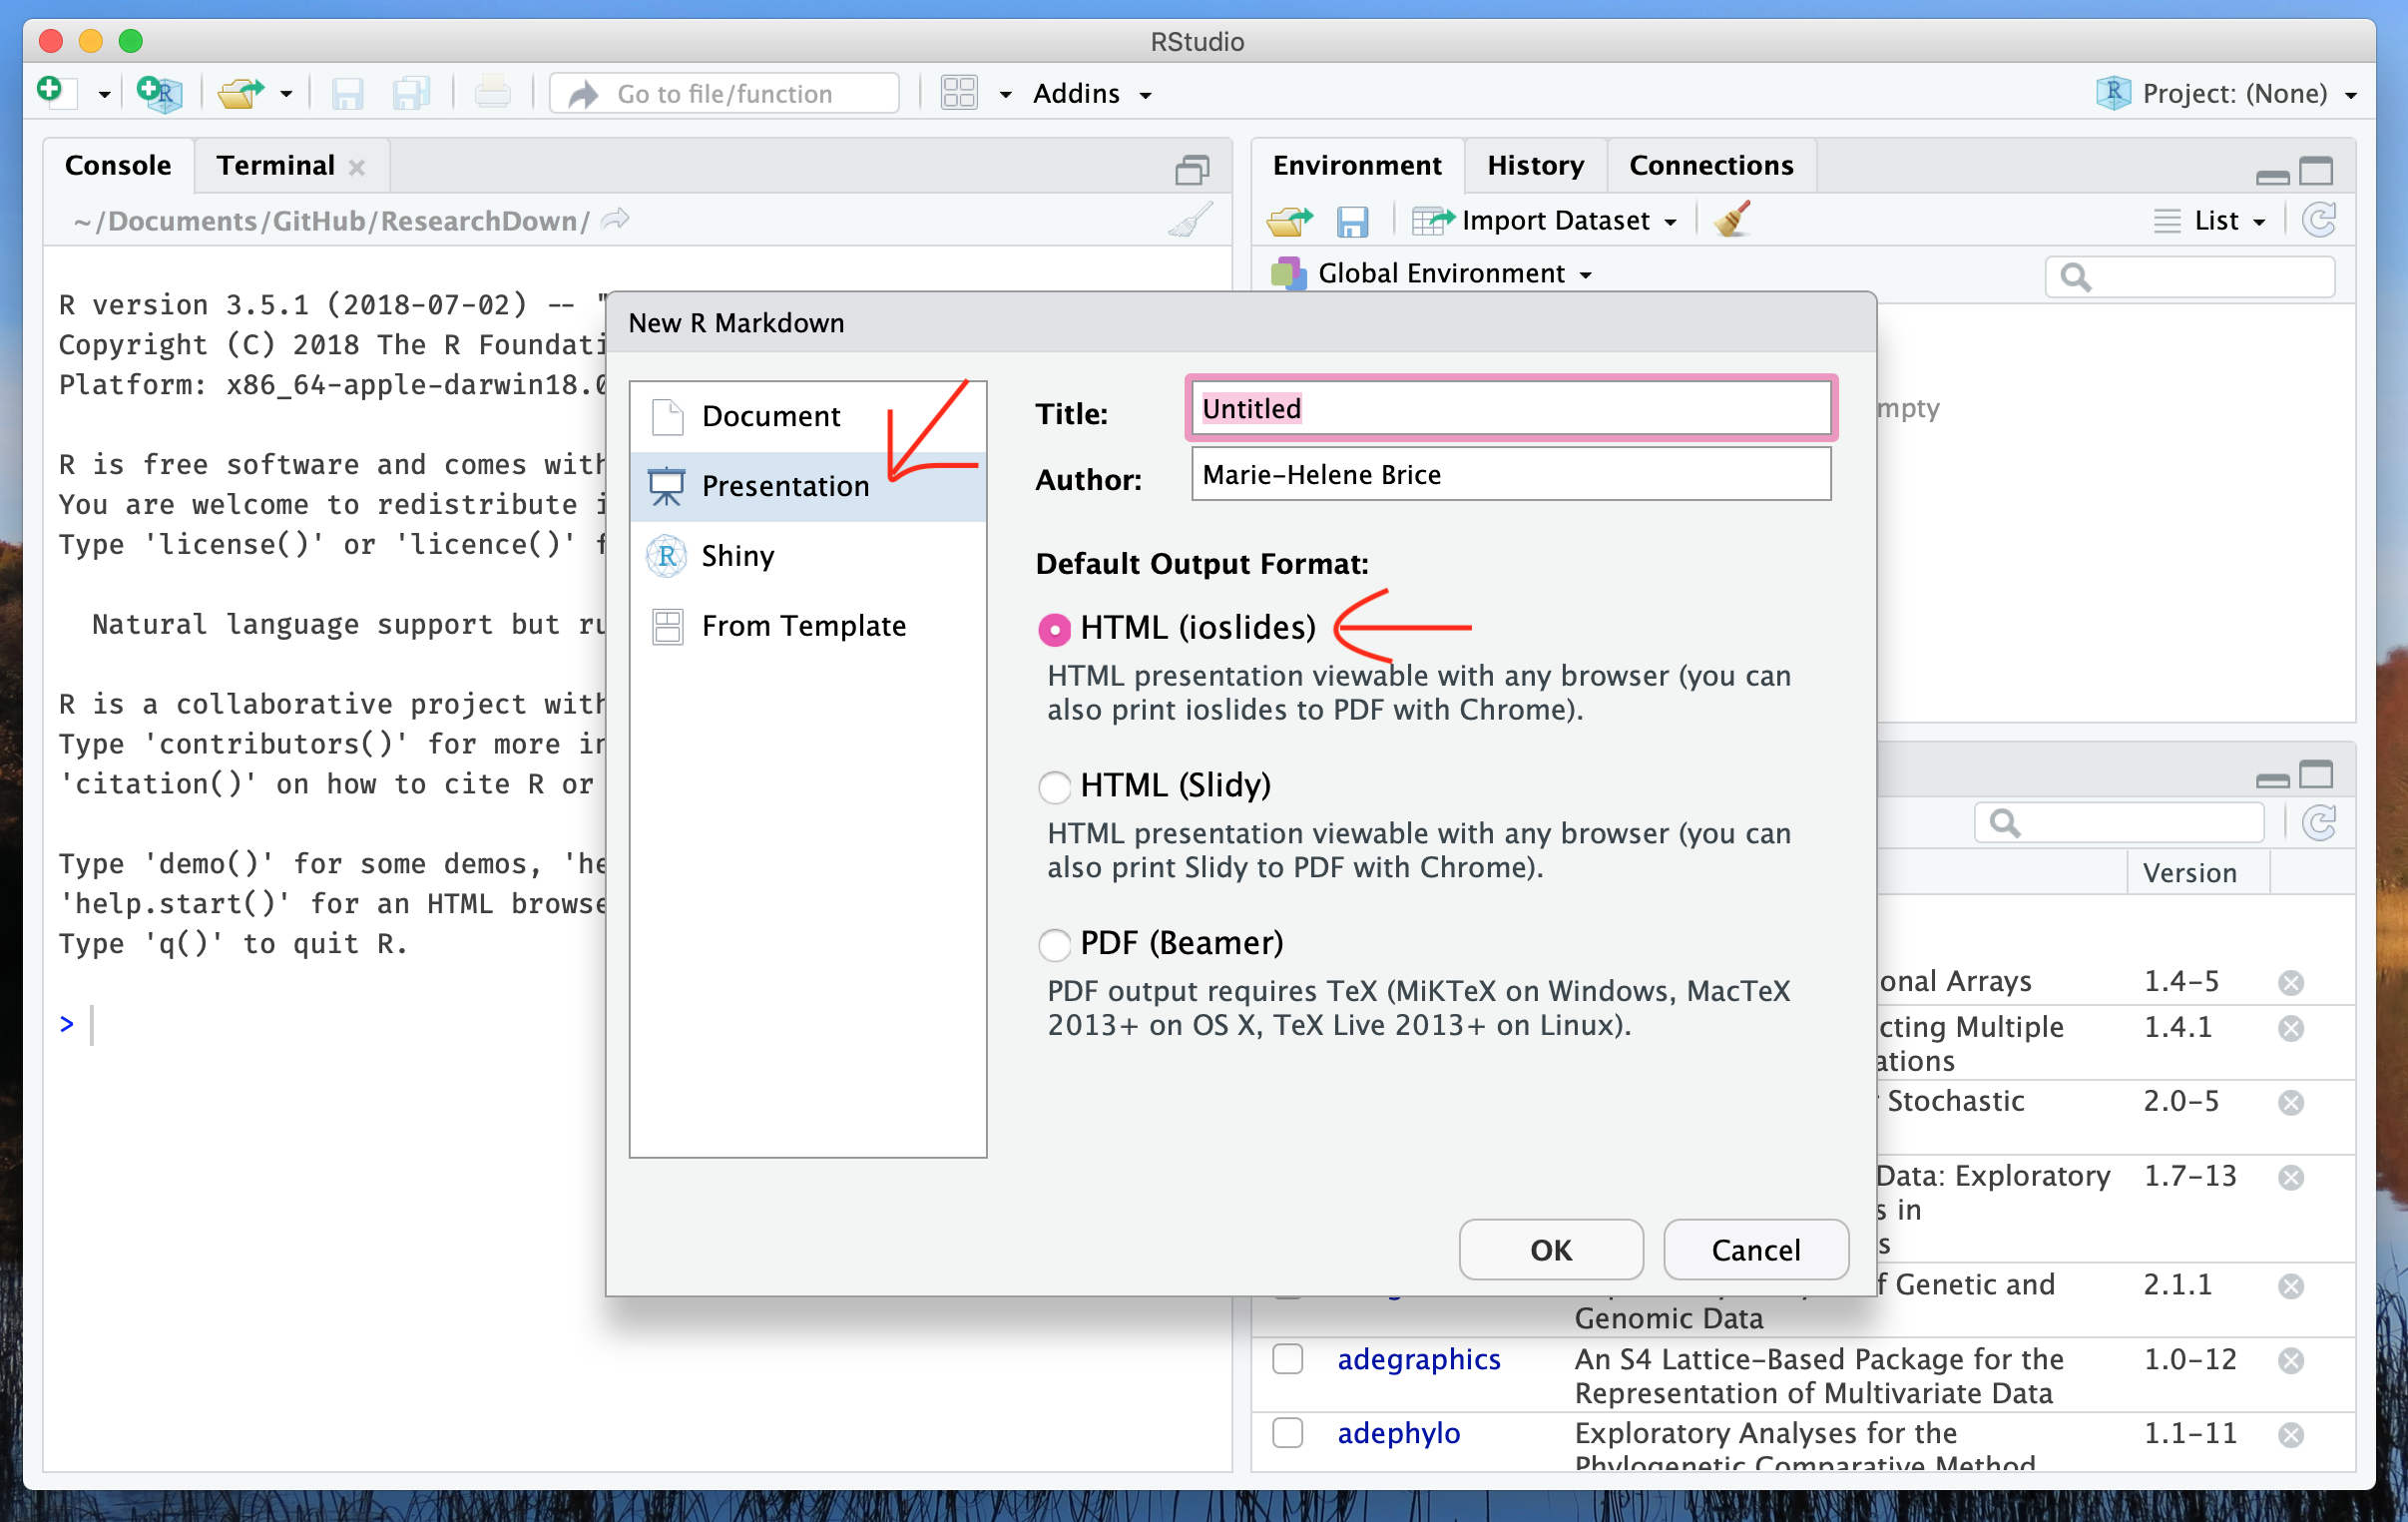 RStudio
Go to file/function
Addins
Project: (None)
Console
Terminal
~/Documents/GitHub/ResearchDown/
R version 3.5.1 (2018-07-02) -- "
Copyright (C) 2018 The R Foundati
Platform: x86_64-apple-darwin18.0
R is free software and comes with
You are welcome to redistribute i
Type 'license()' or 'licence()' f
Natural language support but ru
R is a collaborative project with
Type 'contributors()' for more in
'citation()' on how to cite R or
Type 'demo()' for some demos, 'he
'help.start()' for an HTML browse
Type 'q()' to quit R.
>
New R Markdown
Document
Presentation
R Shiny
From Template
Title: Untitled
Author: Marie-Helene Brice
Default Output Format:
HTML (ioslides)
HTML presentation viewable with any browser (you can
also print ioslides to PDF with Chrome).
HTML (Slidy)
HTML presentation viewable with any browser (you can
also print Slidy to PDF with Chrome).
PDF (Beamer)
PDF output requires TeX (MiKTeX on Windows, MacTeX
2013+ on OS X, TeX Live 2013+ on Linux).
OK
Cancel
Environment
History
Connections
Import Dataset
List
Global Environment
mpty
Version
onal Arrays 1.4-5
cting Multiple 1.4.1
ations
Stochastic 2.0-5
Data: Exploratory 1.7-13
s in
s
f Genetic and 2.1.1
Genomic Data
adegraphics An S4 Lattice-Based Package for the 1.0-12
Representation of Multivariate Data
adephylo Exploratory Analyses for the 1.1-11
Phylogenetic Comparative Method